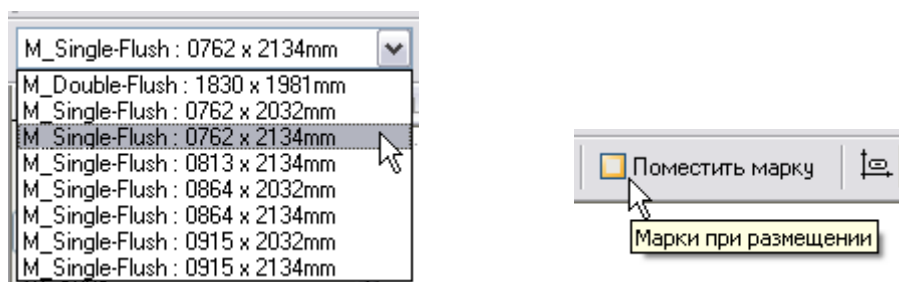 M_Single-Flush : 0762 x 2134mm
M_Double-Flush : 1830 x 1981mm
M_Single-Flush : 0762 x 2032mm
M_Single-Flush : 0762 x 2134mm
M_Single-Flush : 0813 x 2134mm
M_Single-Flush : 0864 x 2032mm
M_Single-Flush : 0864 x 2134mm
M_Single-Flush : 0915 x 2032mm
M_Single-Flush : 0915 x 2134mm
Поместить марку
Марки при размещении